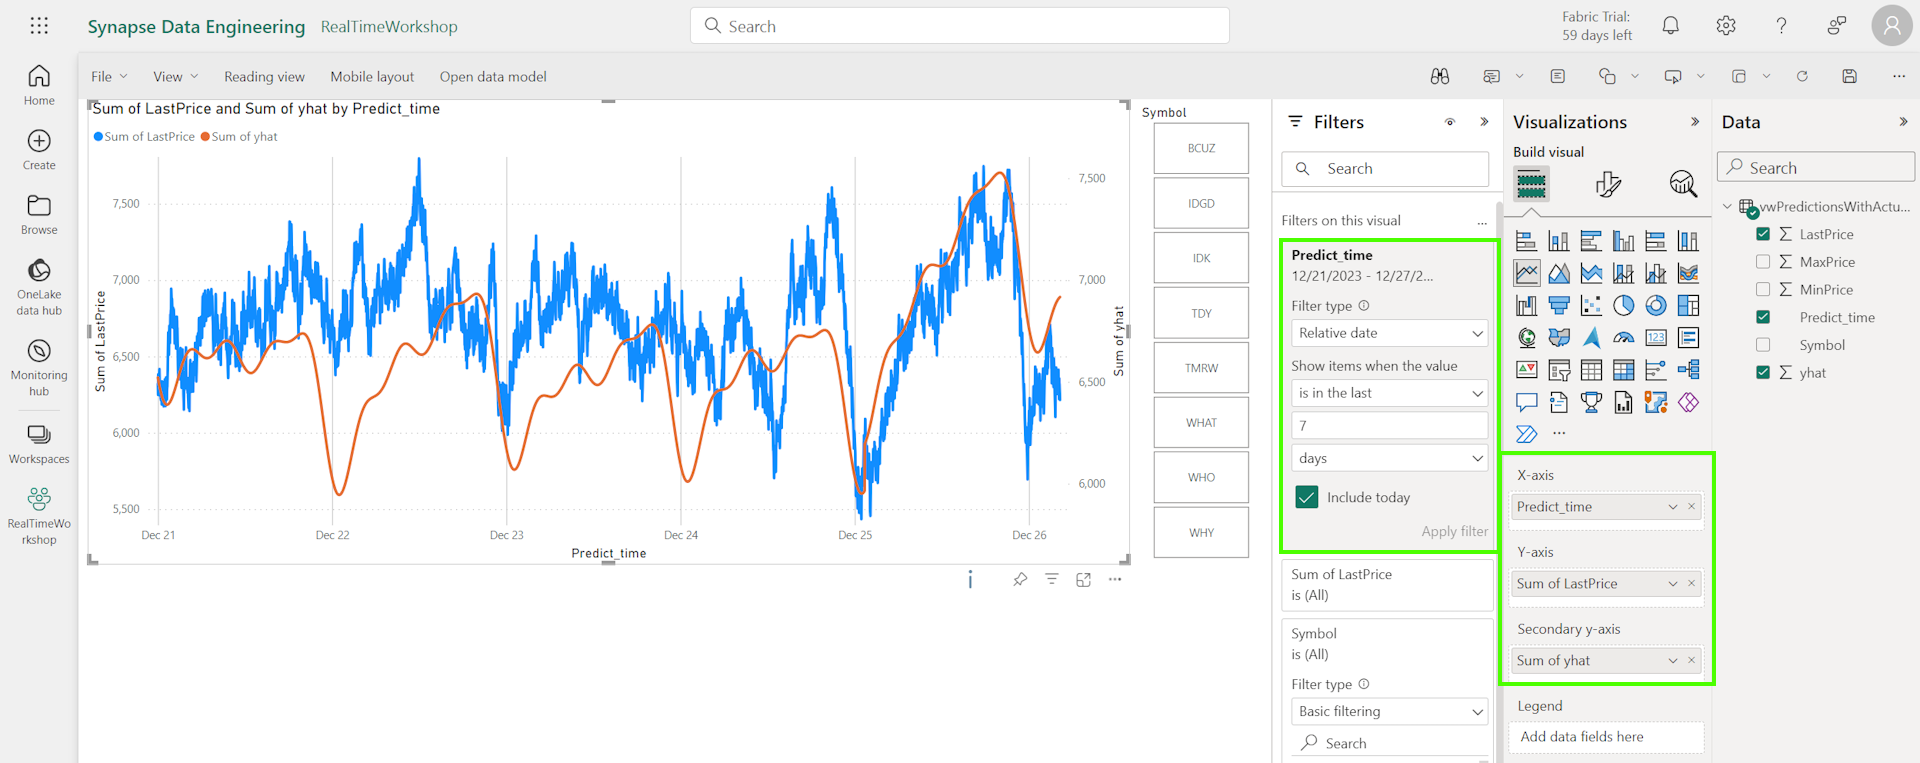 Synapse Data Engineering RealTimeWorkshop
Search
Fabric Trial:
59 days left
File View Reading view Mobile layout Open data model
Home
Create
Browse
OneLake
data hub
Monitoring
hub
Workspaces
RealTimeWo
rkshop
Sum of LastPrice and Sum of yhat by Predict_time
Sum of LastPrice Sum of yhat
Sum of LastPrice
7,500
7,000
6,500
6,000
5,500
7,500
7,000
6,500
6,000
Sum of yhat
Dec 21 Dec 22 Dec 23 Dec 24 Dec 25 Dec 26
Predict_time
Symbol
BCUZ
IDGD
IDK
TDY
TMRW
WHAT
WHO
WHY
Filters
Search
Filters on this visual
Predict_time
12/21/2023 - 12/27/2...
Filter type
Relative date
Show items when the value
is in the last
7
days
Include today
Apply filter
Sum of LastPrice
is (All)
Symbol
is (All)
Filter type
Basic filtering
Search
Visualizations
Build visual
123
X-axis
Predict_time
Y-axis
Sum of LastPrice
Secondary y-axis
Sum of yhat
Legend
Add data fields here
Data
Search
vwPredictionsWithActu...
LastPrice
MaxPrice
MinPrice
Predict_time
Symbol
yhat